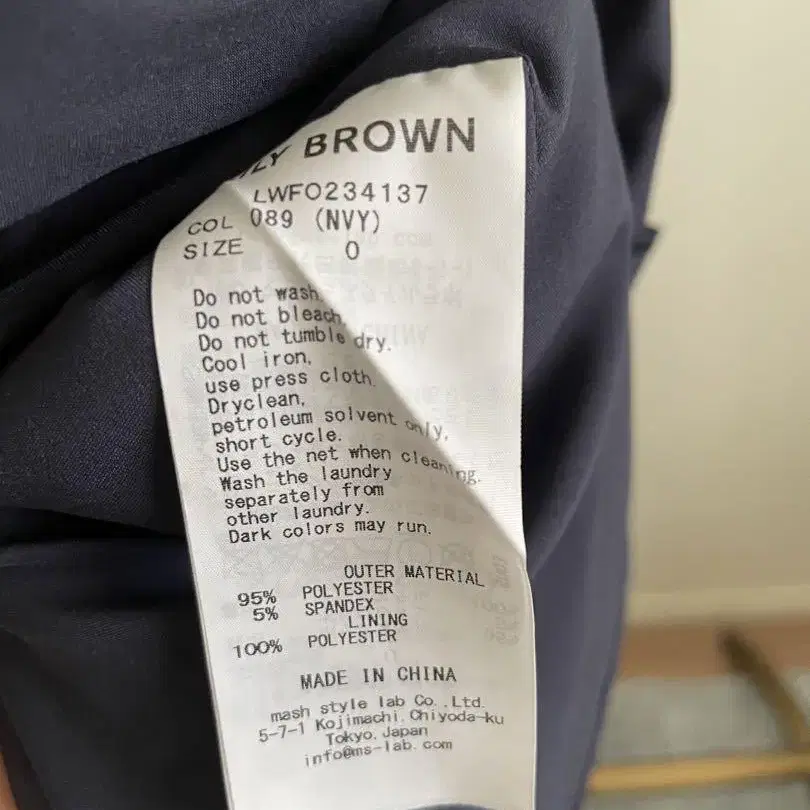 BROWN
LWFO234137
COL 089 (NVY)
SIZE 0
Do not wash.
Do not bleach.
Do not tumble dry.
Cool iron,
use press cloth.
Dryclean,
petroleum solvent only,
short cycle.
Use the net when cleaning.
Wash the laundry
separately from
other laundry.
Dark colors may run.
OUTER MATERIAL
95% POLYESTER
5% SPANDEX
LINING
100% POLYESTER
MADE IN CHINA
mash style lab Co.,Ltd.
5-7-1 Kojimachi,Chiyoda-ku
Tokyo,Japan
info@ms-lab.com